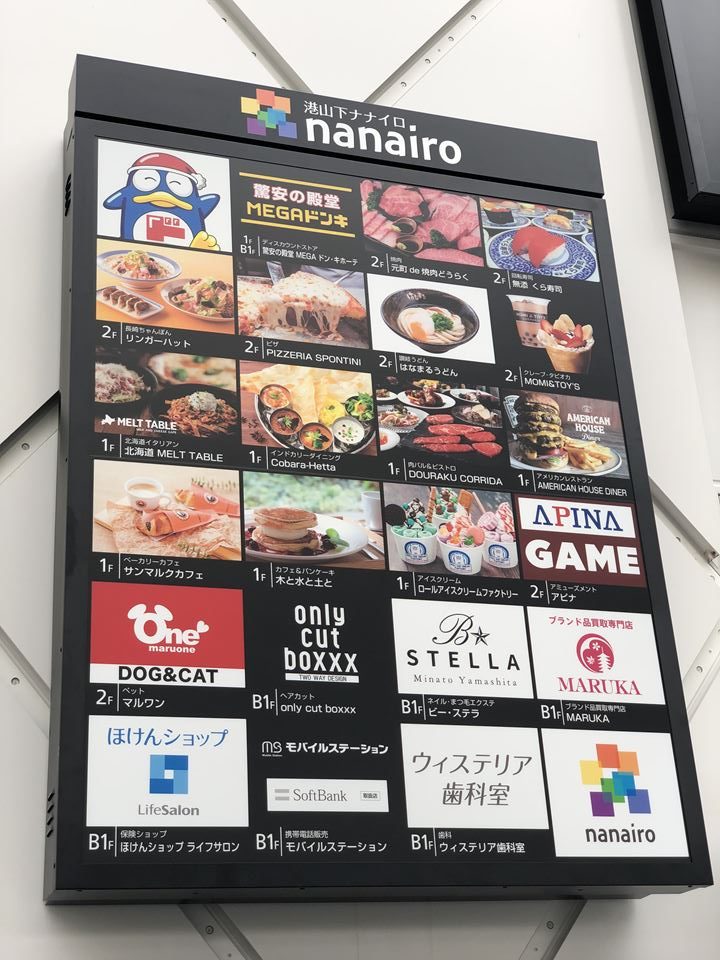 港山下ナナイロ
nanairo
驚安の殿堂
MEGAドンキ
1F
B1F
ディスカウントストア
驚安の殿堂 MEGA ドン・キホーテ
2F
焼肉
元町 de 焼肉どうらく
2F
回転寿司
無添 くら寿司
2F
長崎ちゃんぽん
リンガーハット
2F
ピザ
PIZZERIA SPONTINI
2F
讃岐うどん
はなまるうどん
MOMI & TOY'S
2F
クレープ・タピオカ
MOMI&TOY'S
MELT TABLE
1F
北海道イタリアン
北海道 MELT TABLE
1F
インドカリーダイニング
Cobara-Hetta
1F
肉バル&ビストロ
DOURAKU CORRIDA
AMERICAN
HOUSE
Diner
1F
アメリカンレストラン
AMERICAN HOUSE DINER
1F
ベーカリーカフェ
サンマルクカフェ
1F
カフェ&パンケーキ
木と水と土と
1F
アイスクリーム
ロールアイスクリームファクトリー
APINA
GAME
2F
アミューズメント
アピナ
One
maruone
DOG&CAT
2F
ペット
マルワン
only
cut
boxxx
TWO WAY DESIGN
B1F
ヘアカット
only cut boxxx
B
STELLA
Minato Yamashita
B1F
ネイル・まつ毛エクステ
ビー・ステラ
ブランド品買取専門店
MARUKA
B1F
ブランド品買取専門店
MARUKA
ほけんショップ
LifeSalon
B1F
保険ショップ
ほけんショップ ライフサロン
モバイルステーション
SoftBank
取扱店
B1F
携帯電話販売
モバイルステーション
ウィステリア
歯科室
B1F
歯科
ウィステリア歯科室
nanairo